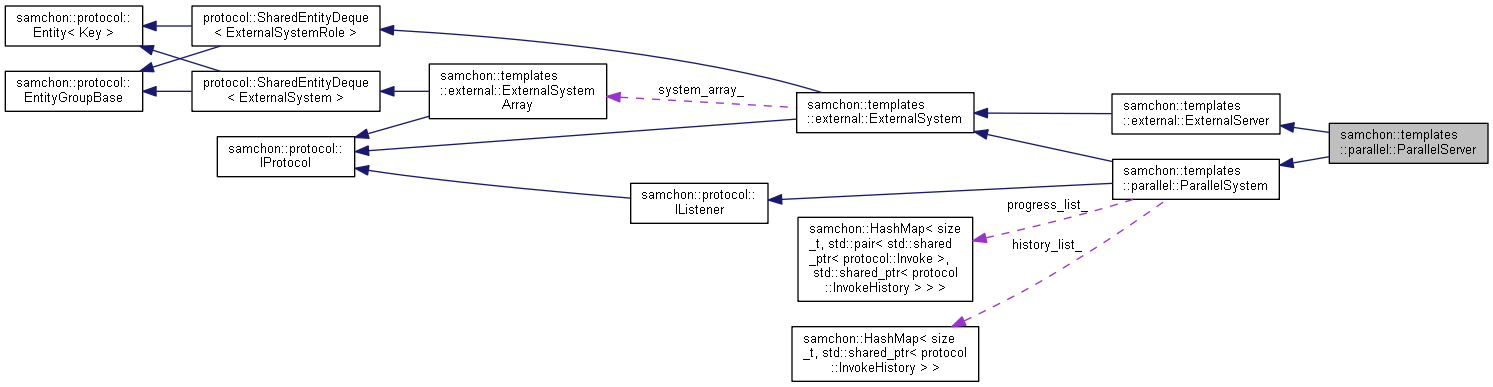 samchon::protocol::
Entity< Key >
samchon::protocol::
EntityGroupBase
protocol::SharedEntityDeque
< ExternalSystemRole >
protocol::SharedEntityDeque
< ExternalSystem >
samchon::protocol::
IProtocol
samchon::templates
::external::ExternalSystem
Array
system_array_
samchon::protocol::
IListener
samchon::templates
::external::ExternalSystem
samchon::HashMap< size
_t, std::pair< std::shared
_ptr< protocol::Invoke >,
std::shared_ptr< protocol
::InvokeHistory > > >
samchon::HashMap< size
_t, std::shared_ptr< protocol
::InvokeHistory > >
progress_list_
history_list_
samchon::templates
::external::ExternalServer
samchon::templates
::parallel::ParallelSystem
samchon::templates
::parallel::ParallelServer